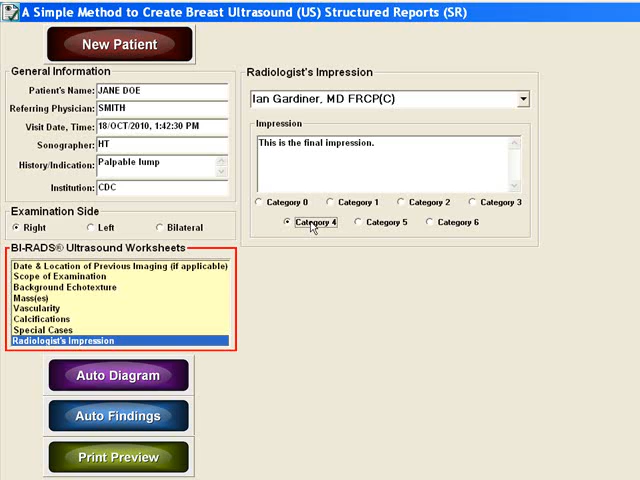 A Simple Method to Create Breast Ultrasound (US) Structured Reports (SR)
New Patient
General Information
Patient's Name: JANE DOE
Referring Physician: SMITH
Visit Date, Time: 18/OCT/2010, 1:42:30 PM
Sonographer: HT
History/Indication: Palpable lump
Institution: CDC
Examination Side
Right Left Bilateral
BI-RADS® Ultrasound Worksheets
Date & Location of Previous Imaging (if applicable)
Scope of Examination
Background Echotexture
Mass(es)
Vascularity
Calcifications
Special Cases
Radiologist's Impression
Auto Diagram
Auto Findings
Print Preview
Radiologist's Impression
Ian Gardiner, MD FRCP(C)
Impression
This is the final impression.
Category 0 Category 1 Category 2 Category 3
Category 4 Category 5 Category 6